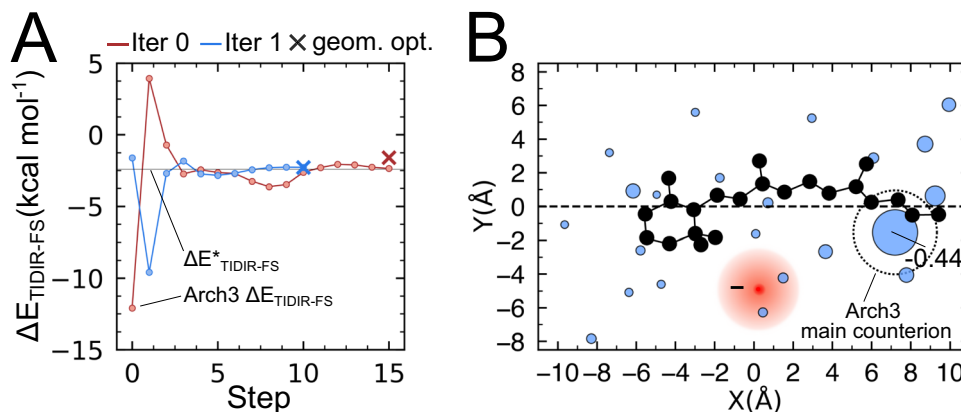 A
Iter 0 Iter 1 × geom. opt.
5
0
−5
−10
−15
ΔE_TIDIR-FS(kcal mol⁻¹)
ΔE*_TIDIR-FS
Arch3 ΔE_TIDIR-FS
0 5 10 15
Step
B
8
6
4
2
0
−2
−4
−6
−8
Y(Å)
−
-0.44
Arch3
main counterion
−10 −8 −6 −4 −2 0 2 4 6 8 10
X(Å)